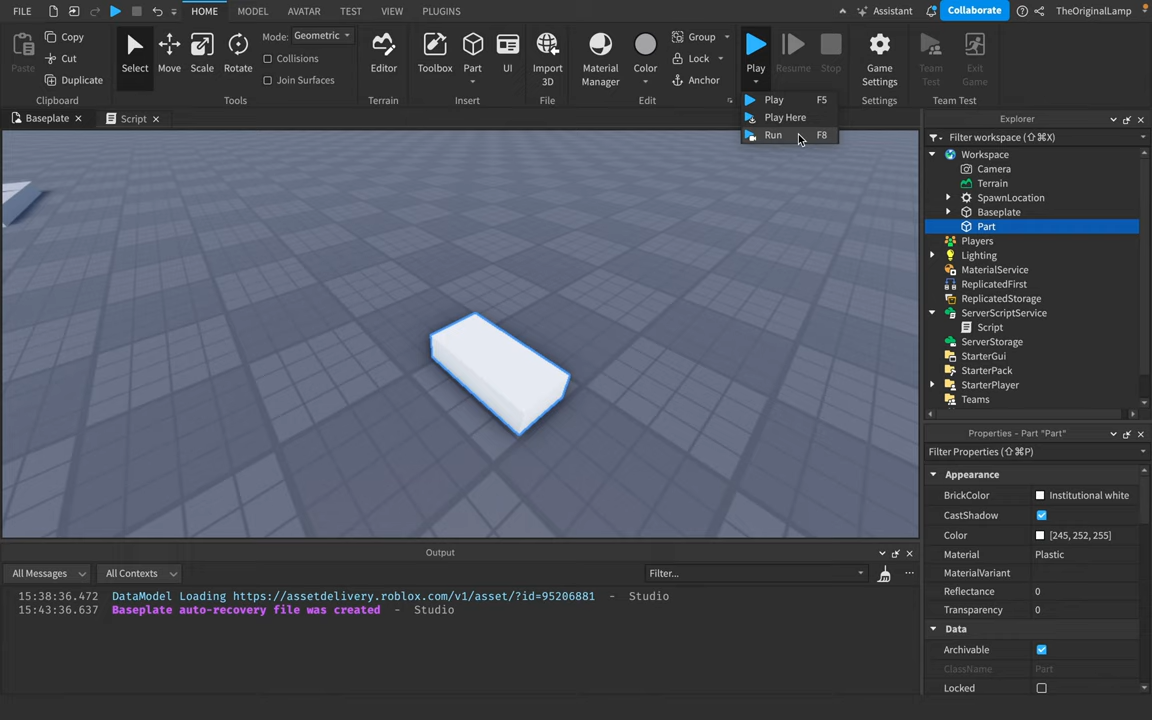 FILE HOME MODEL AVATAR TEST VIEW PLUGINS Assistant Collaborate TheOriginalLamp
Paste Copy Cut Duplicate Clipboard
Select Move Scale Rotate Mode: Geometric Collisions Join Surfaces Tools
Editor Terrain
Toolbox Part UI Insert
Import 3D File
Material Manager Color Group Lock Anchor Edit
Play Resume Stop
Game Settings Settings
Team Test Exit Game Team Test
Play F5
Play Here
Run F8
Baseplate Script
Explorer
Filter workspace (⇧⌘X)
Workspace
Camera
Terrain
SpawnLocation
Baseplate
Part
Players
Lighting
MaterialService
ReplicatedFirst
ReplicatedStorage
ServerScriptService
Script
ServerStorage
StarterGui
StarterPack
StarterPlayer
Teams
Properties - Part "Part"
Filter Properties (⇧⌘P)
Appearance
BrickColor Institutional white
CastShadow
Color [245, 252, 255]
Material Plastic
MaterialVariant
Reflectance 0
Transparency 0
Data
Archivable
ClassName Part
Locked
Output
All Messages All Contexts Filter...
15:38:36.472 DataModel Loading https://assetdelivery.roblox.com/v1/asset/?id=95206881 - Studio
15:43:36.637 Baseplate auto-recovery file was created - Studio